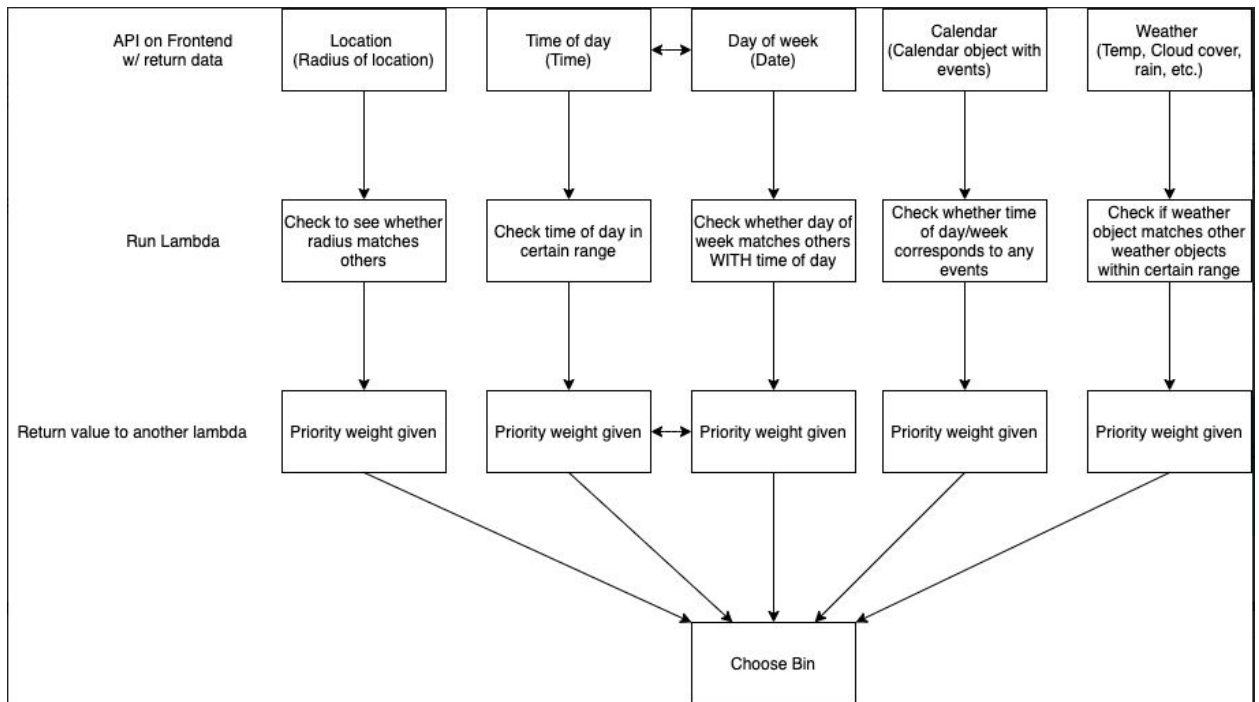 API on Frontend
w/ return data
Location
(Radius of location)
Time of day
(Time)
Day of week
(Date)
Calendar
(Calendar object with
events)
Weather
(Temp, Cloud cover,
rain, etc.)
Run Lambda
Check to see whether
radius matches
others
Check time of day in
certain range
Check whether day of
week matches others
WITH time of day
Check whether time
of day/week
corresponds to any
events
Check if weather
object matches other
weather objects
within certain range
Return value to another lambda
Priority weight given
Priority weight given
Priority weight given
Priority weight given
Priority weight given
Choose Bin